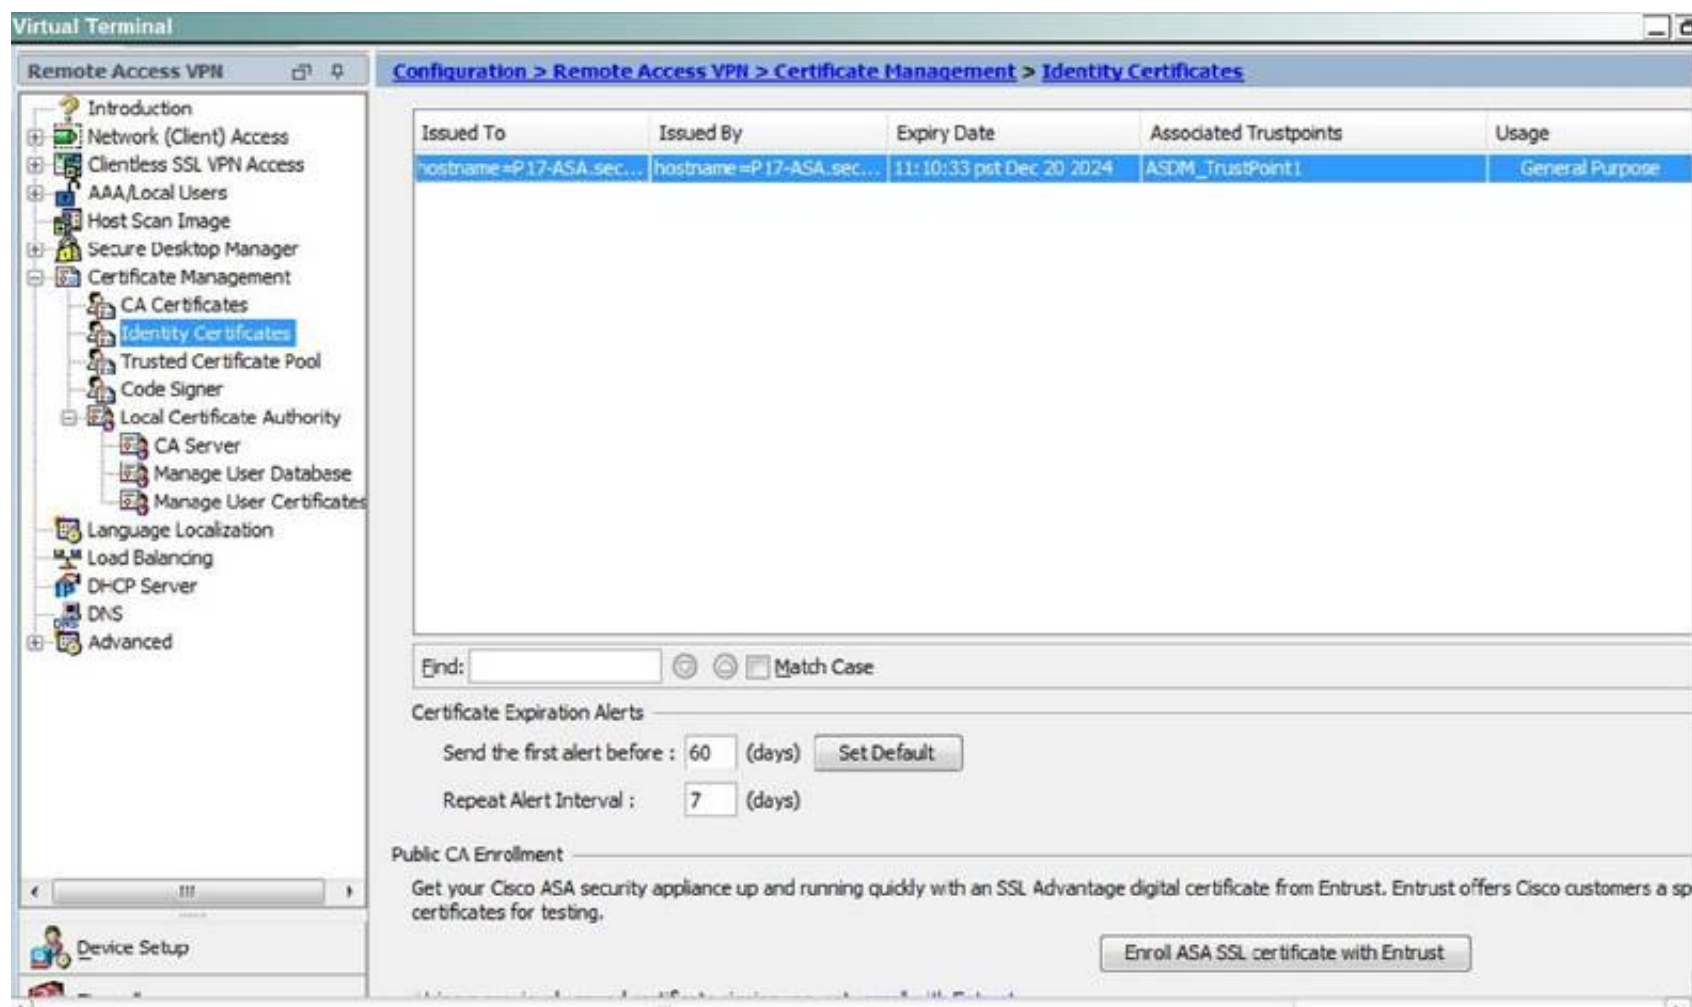 Virtual Terminal
Remote Access VPN
Introduction
Network (Client) Access
Clientless SSL VPN Access
AAA/Local Users
Host Scan Image
Secure Desktop Manager
Certificate Management
CA Certificates
Identity Certificates
Trusted Certificate Pool
Code Signer
Local Certificate Authority
CA Server
Manage User Database
Manage User Certificates
Language Localization
Load Balancing
DHCP Server
DNS
Advanced
Device Setup
Configuration > Remote Access VPN > Certificate Management > Identity Certificates
Issued To Issued By Expiry Date Associated Trustpoints Usage
hostname=P17-ASA.sec... hostname=P17-ASA.sec... 11:10:33 pst Dec 20 2024 ASDM_TrustPoint1 General Purpose
Find: Match Case
Certificate Expiration Alerts
Send the first alert before : 60 (days) Set Default
Repeat Alert Interval : 7 (days)
Public CA Enrollment
Get your Cisco ASA security appliance up and running quickly with an SSL Advantage digital certificate from Entrust. Entrust offers Cisco customers a sp
certificates for testing.
Enroll ASA SSL certificate with Entrust